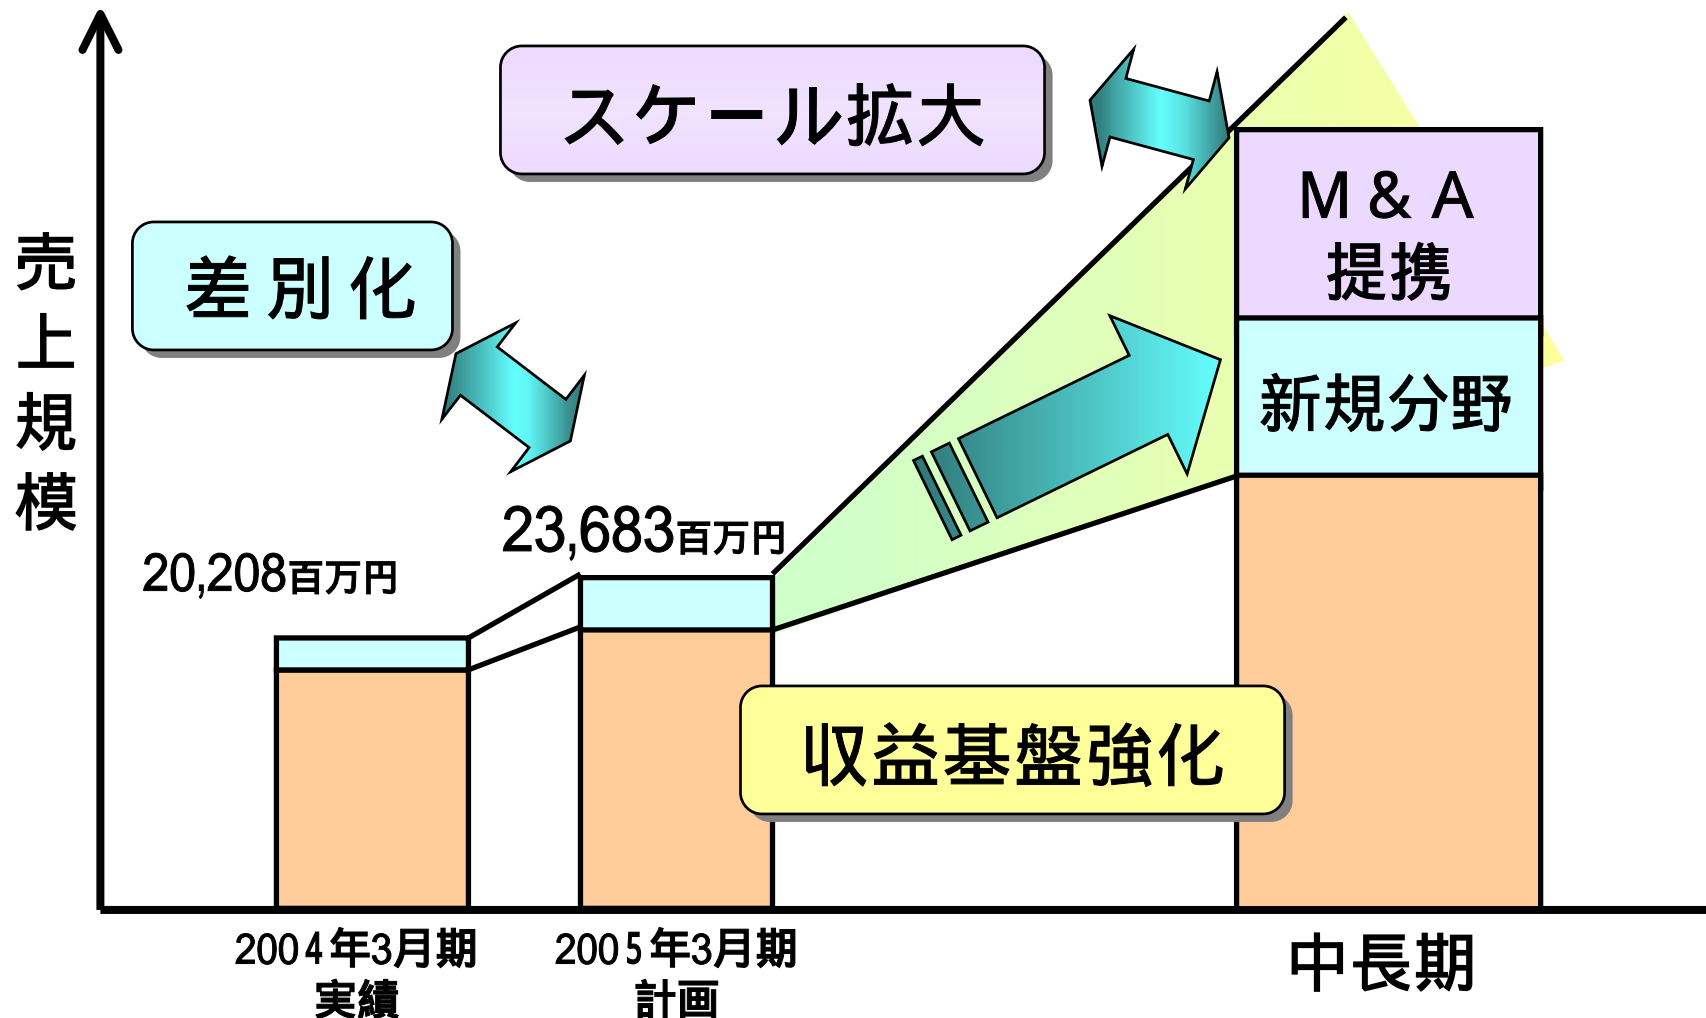 売上規模
スケール拡大
差別化
M & A
提携
新規分野
23,683百万円
20,208百万円
収益基盤強化
2004年3月期
実績
2005年3月期
計画
中長期